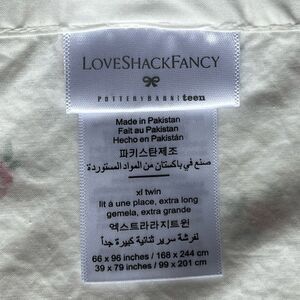 LOVESHACKFANCY
POTTERYBARN teen
Made in Pakistan
Fait au Pakistan
Hecho en Pakistán
파키스탄제조
صنع في باكستان من المواد المستوردة
xl twin
lit à une place, extra long
gemela, extra grande
엑스트라라지트윈
لفرشة سرير ثنائية كبيرة جداً
66 x 96 inches / 168 x 244 cm
39 x 79 inches / 99 x 201 cm